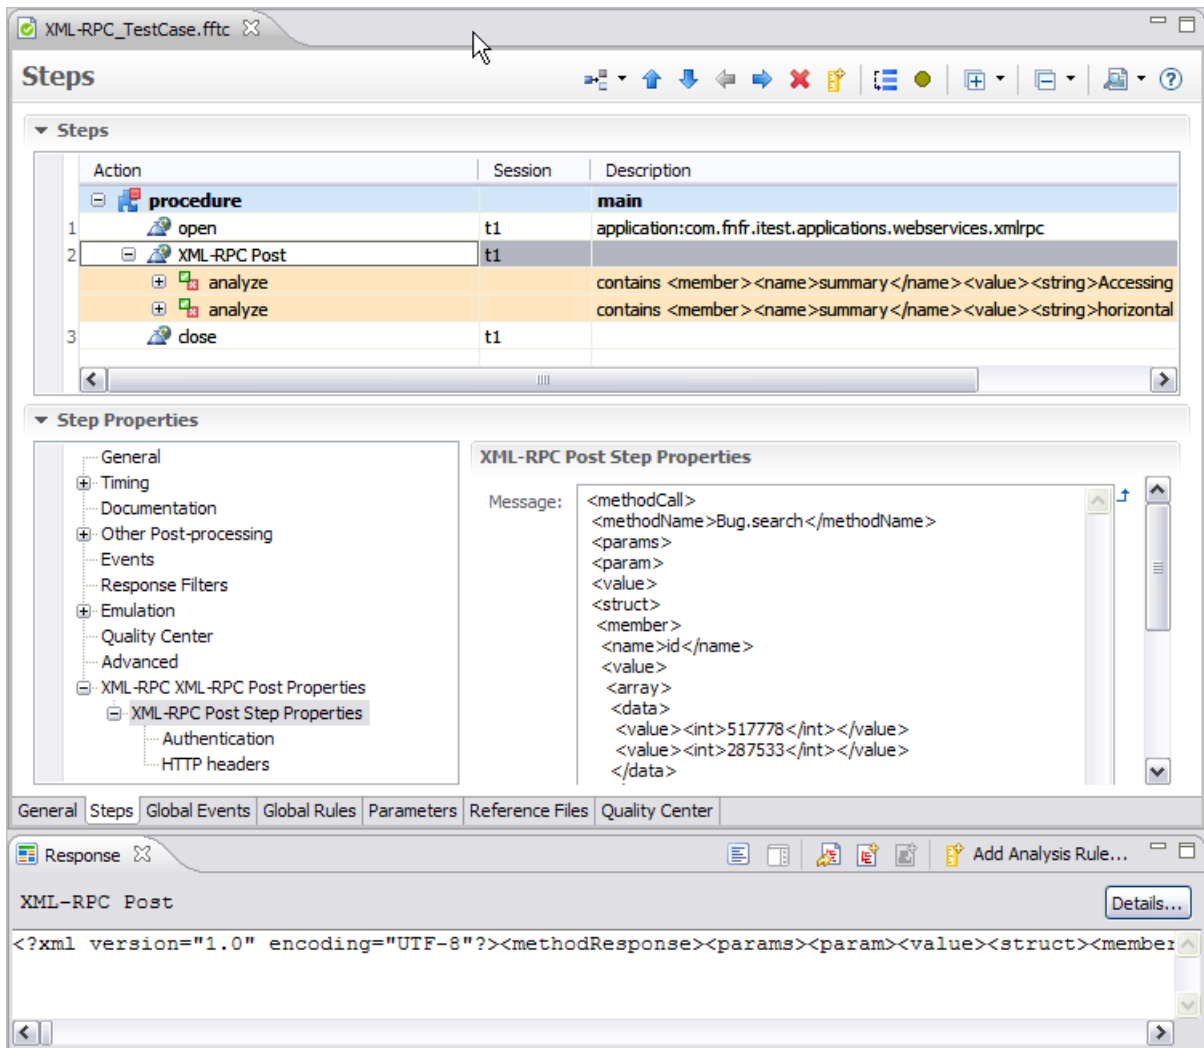 XML-RPC_TestCase.fftc
Steps
Steps
Action Session Description
procedure main
1 open t1 application:com.fnfr.itest.applications.webservices.xmlrpc
2 XML-RPC Post t1
analyze contains <member><name>summary</name><value><string>Accessing
analyze contains <member><name>summary</name><value><string>horizontal
3 close t1
Step Properties
General
Timing
Documentation
Other Post-processing
Events
Response Filters
Emulation
Quality Center
Advanced
XML-RPC XML-RPC Post Properties
XML-RPC Post Step Properties
Authentication
HTTP headers
XML-RPC Post Step Properties
Message:
<methodCall>
<methodName>Bug.search</methodName>
<params>
<param>
<value>
<struct>
<member>
<name>id</name>
<value>
<array>
<data>
<value><int>517778</int></value>
<value><int>287533</int></value>
</data>
General Steps Global Events Global Rules Parameters Reference Files Quality Center
Response Add Analysis Rule...
XML-RPC Post Details...
<?xml version="1.0" encoding="UTF-8"?><methodResponse><params><param><value><struct><member